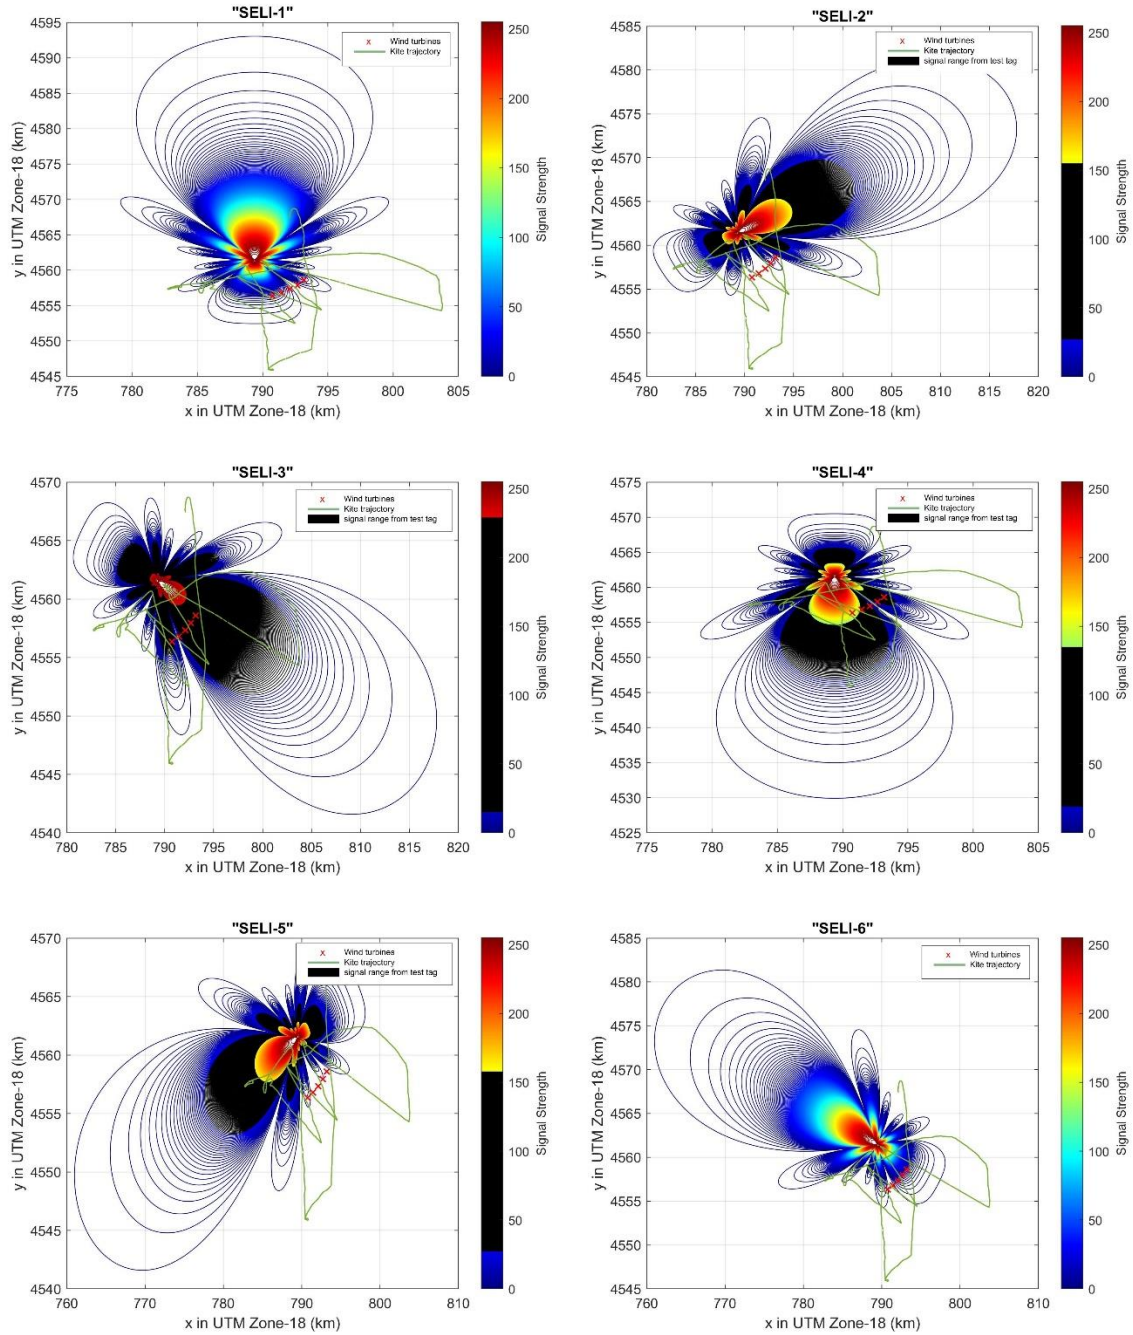 "SELI-1"
4595
4590
4585
4580
4575
4570
4565
4560
4555
4550
4545
775 780 785 790 795 800 805
x in UTM Zone-18 (km)
y in UTM Zone-18 (km)
x Wind turbines
Kite trajectory
250
200
150
100
50
0
Signal Strength
"SELI-2"
4585
4580
4575
4570
4565
4560
4555
4550
4545
780 785 790 795 800 805 810 815 820
x in UTM Zone-18 (km)
y in UTM Zone-18 (km)
x Wind turbines
Kite trajectory
signal range from test tag
250
200
150
100
50
0
Signal Strength
"SELI-3"
4570
4565
4560
4555
4550
4545
4540
780 785 790 795 800 805 810 815 820
x in UTM Zone-18 (km)
y in UTM Zone-18 (km)
x Wind turbines
Kite trajectory
signal range from test tag
250
200
150
100
50
0
Signal Strength
"SELI-4"
4575
4570
4565
4560
4555
4550
4545
4540
4535
4530
4525
775 780 785 790 795 800 805
x in UTM Zone-18 (km)
y in UTM Zone-18 (km)
x Wind turbines
Kite trajectory
signal range from test tag
250
200
150
100
50
0
Signal Strength
"SELI-5"
4570
4565
4560
4555
4550
4545
4540
760 770 780 790 800 810
x in UTM Zone-18 (km)
y in UTM Zone-18 (km)
x Wind turbines
Kite trajectory
signal range from test tag
250
200
150
100
50
0
Signal Strength
"SELI-6"
4585
4580
4575
4570
4565
4560
4555
4550
4545
760 770 780 790 800 810
x in UTM Zone-18 (km)
y in UTM Zone-18 (km)
x Wind turbines
Kite trajectory
250
200
150
100
50
0
Signal Strength